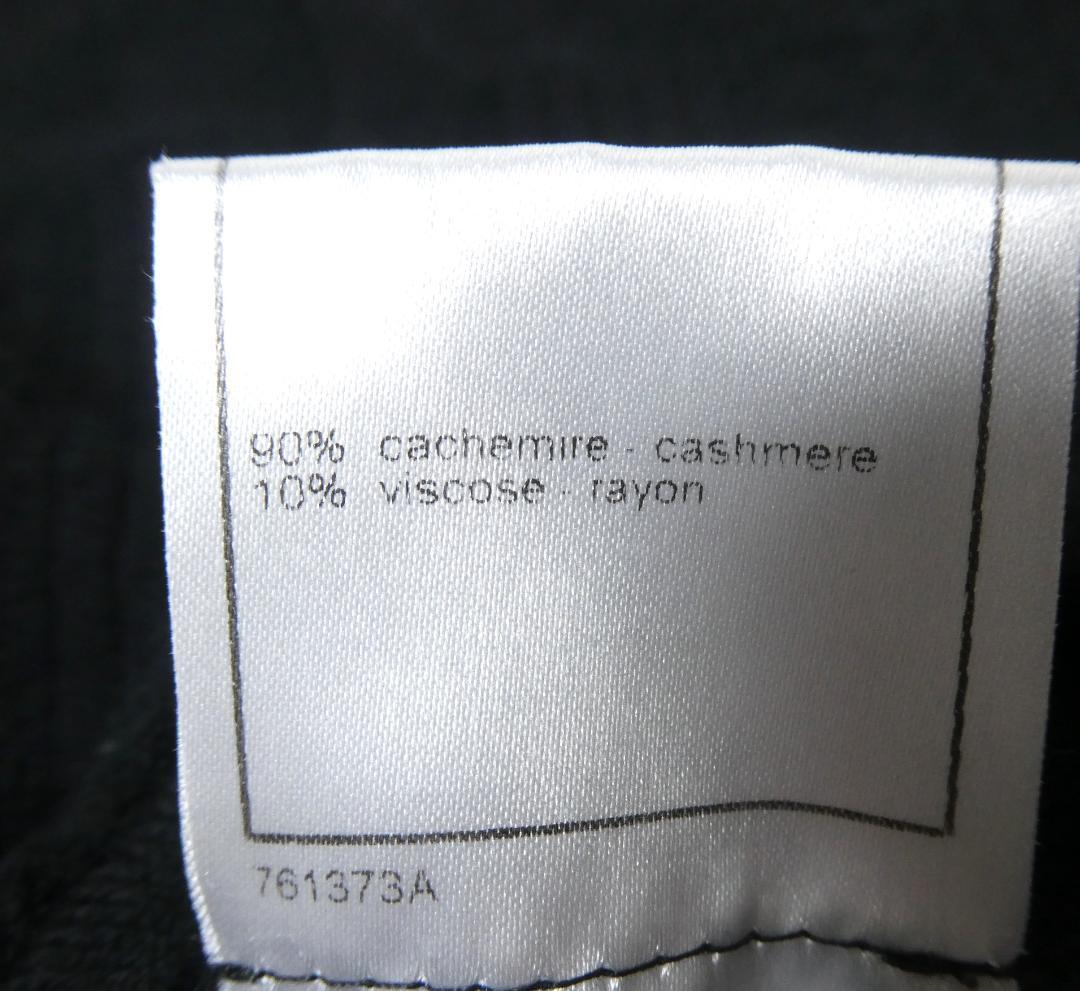 90% cachemire - cashmere
10% viscose - rayon
761373A